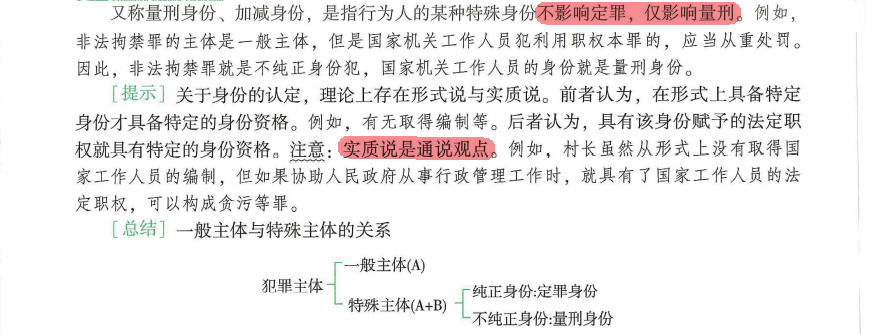 又称量刑身份、加减身份，是指行为人的某种特殊身份不影响定罪，仅影响量刑。例如，
非法拘禁罪的主体是一般主体，但是国家机关工作人员犯利用职权本罪的，应当从重处罚。
因此，非法拘禁罪就是不纯正身份犯，国家机关工作人员的身份就是量刑身份。
［提示］关于身份的认定，理论上存在形式说与实质说。前者认为，在形式上具备特定
身份才具备特定的身份资格。例如，有无取得编制等。后者认为，具有该身份赋予的法定职
权就具有特定的身份资格。注意：实质说是通说观点。例如，村长虽然从形式上没有取得国
家工作人员的编制，但如果协助人民政府从事行政管理工作时，就具有了国家工作人员的法
定职权，可以构成贪污等罪。
［总结］一般主体与特殊主体的关系
犯罪主体
一般主体(A)
特殊主体(A+B)
纯正身份:定罪身份
不纯正身份:量刑身份